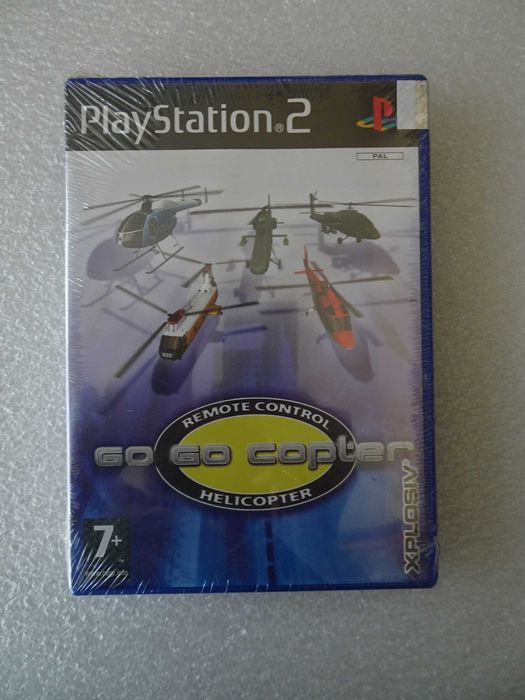 PlayStation®2
PAL
REMOTE CONTROL
GO GO copter
HELICOPTER
XPLOSIV
7+